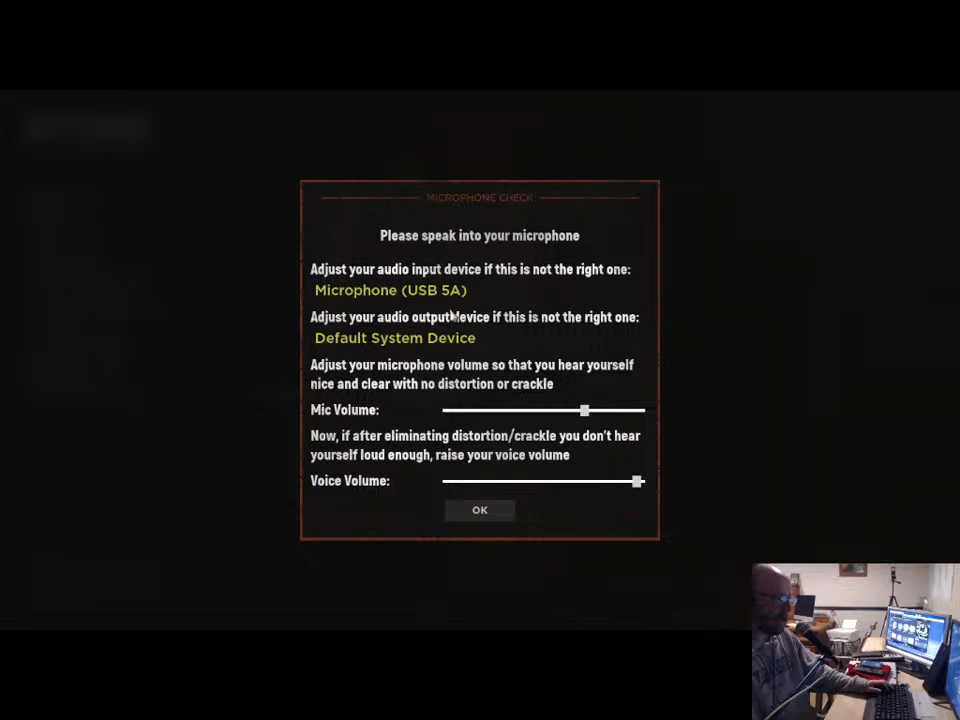 MICROPHONE CHECK
Please speak into your microphone
Adjust your audio input device if this is not the right one:
Microphone (USB 5A)
Adjust your audio output device if this is not the right one:
Default System Device
Adjust your microphone volume so that you hear yourself
nice and clear with no distortion or crackle
Mic Volume:
Now, if after eliminating distortion/crackle you don't hear
yourself loud enough, raise your voice volume
Voice Volume:
OK